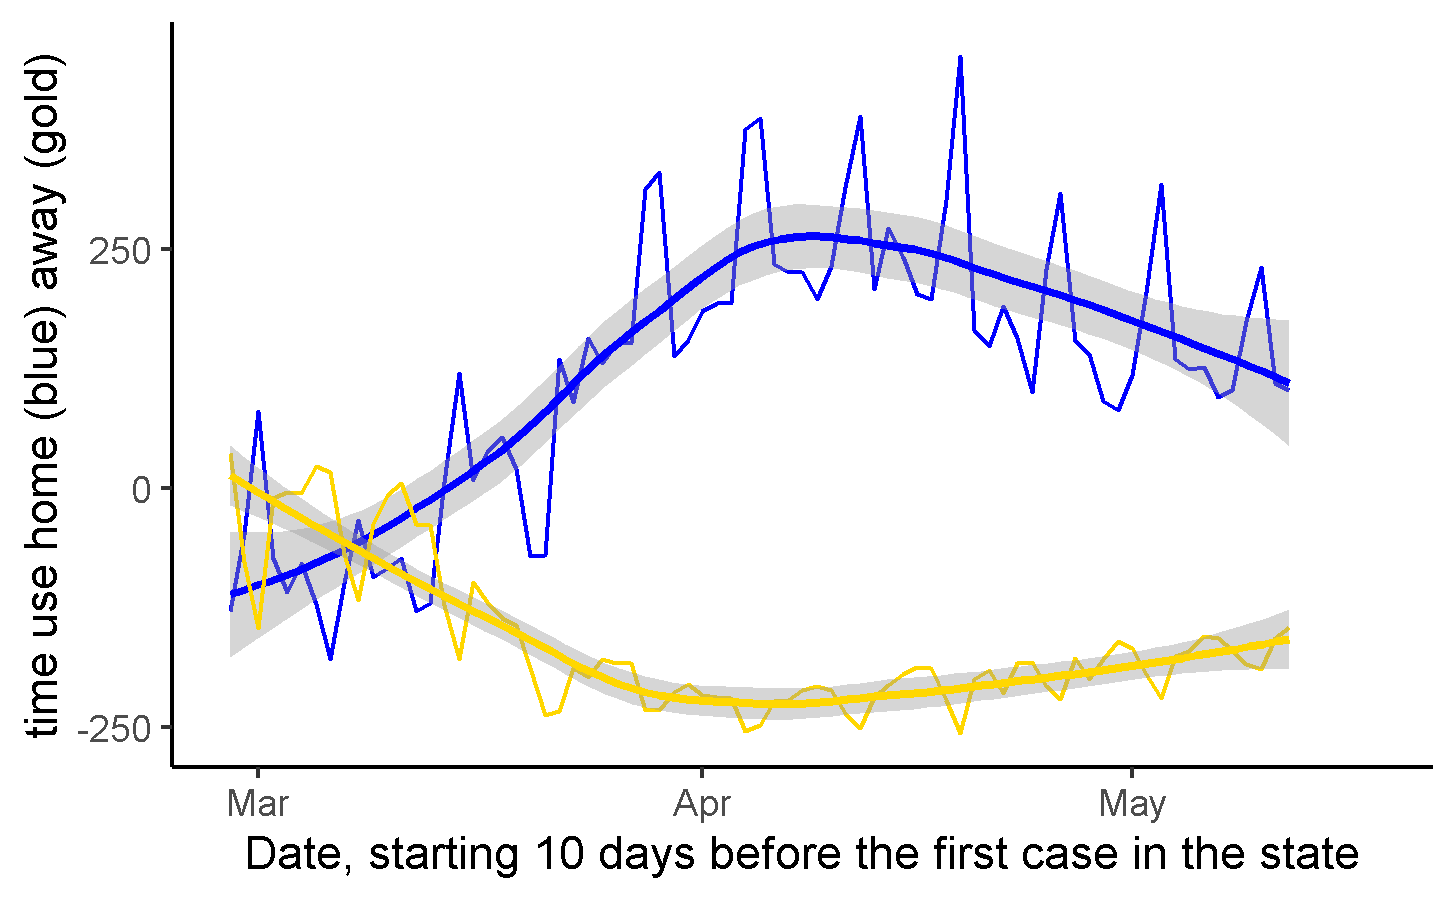 time use home (blue) away (gold)
250
0
-250
Mar Apr May
Date, starting 10 days before the first case in the state